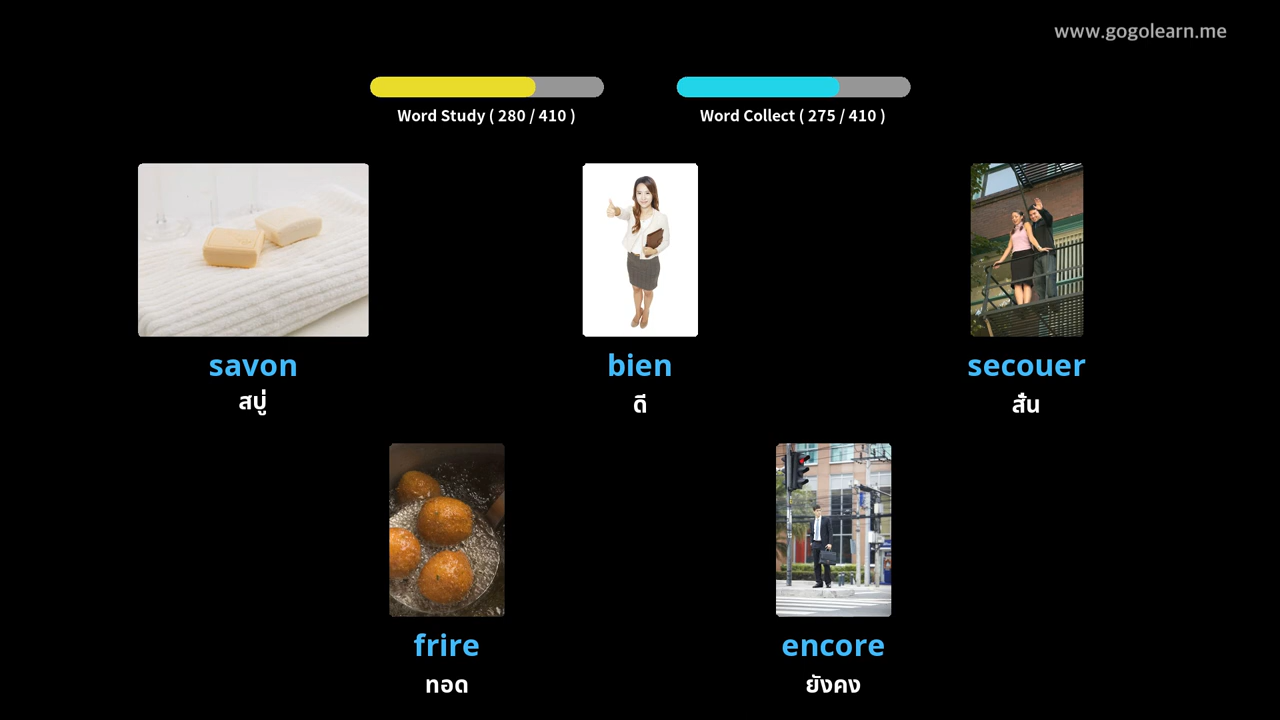 www.gogolearn.me
Word Study ( 280 / 410 )
Word Collect ( 275 / 410 )
savon
สบู่
bien
ดี
secouer
สั่น
frire
ทอด
encore
ยังคง